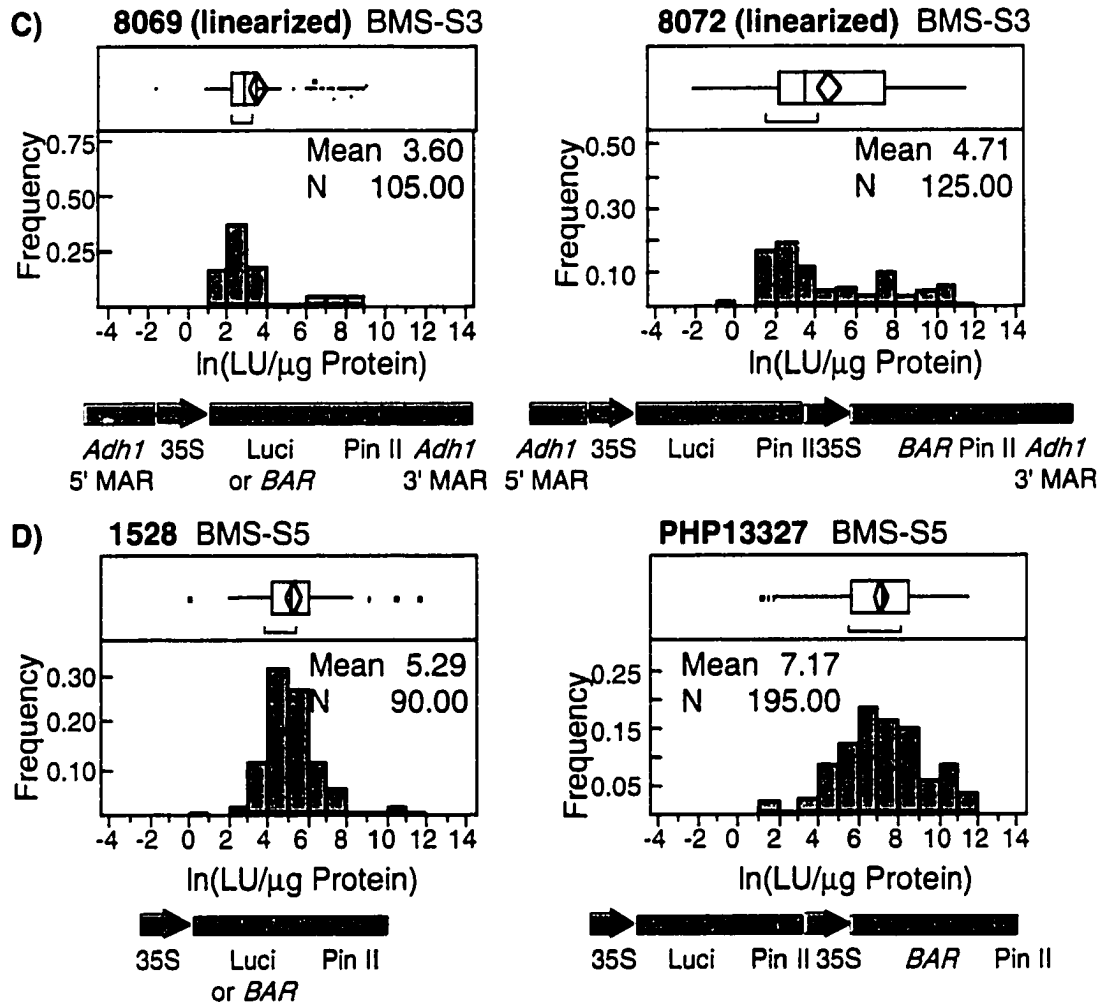 C)
8069 (linearized) BMS-S3
Frequency
0.75
0.50
0.25
Mean 3.60
N 105.00
-4 -2 0 2 4 6 8 10 12 14
ln(LU/µg Protein)
Adh1 35S Luci Pin II Adh1
5' MAR or BAR 3' MAR
8072 (linearized) BMS-S3
Frequency
0.50
0.30
0.10
Mean 4.71
N 125.00
-4 -2 0 2 4 6 8 10 12 14
ln(LU/µg Protein)
Adh1 35S Luci Pin II35S BAR Pin II Adh1
5' MAR 3' MAR
D)
1528 BMS-S5
Frequency
0.30
0.20
0.10
Mean 5.29
N 90.00
-4 -2 0 2 4 6 8 10 12 14
ln(LU/µg Protein)
35S Luci Pin II
or BAR
PHP13327 BMS-S5
Frequency
0.25
0.15
0.05
Mean 7.17
N 195.00
-4 -2 0 2 4 6 8 10 12 14
ln(LU/µg Protein)
35S Luci Pin II 35S BAR Pin II